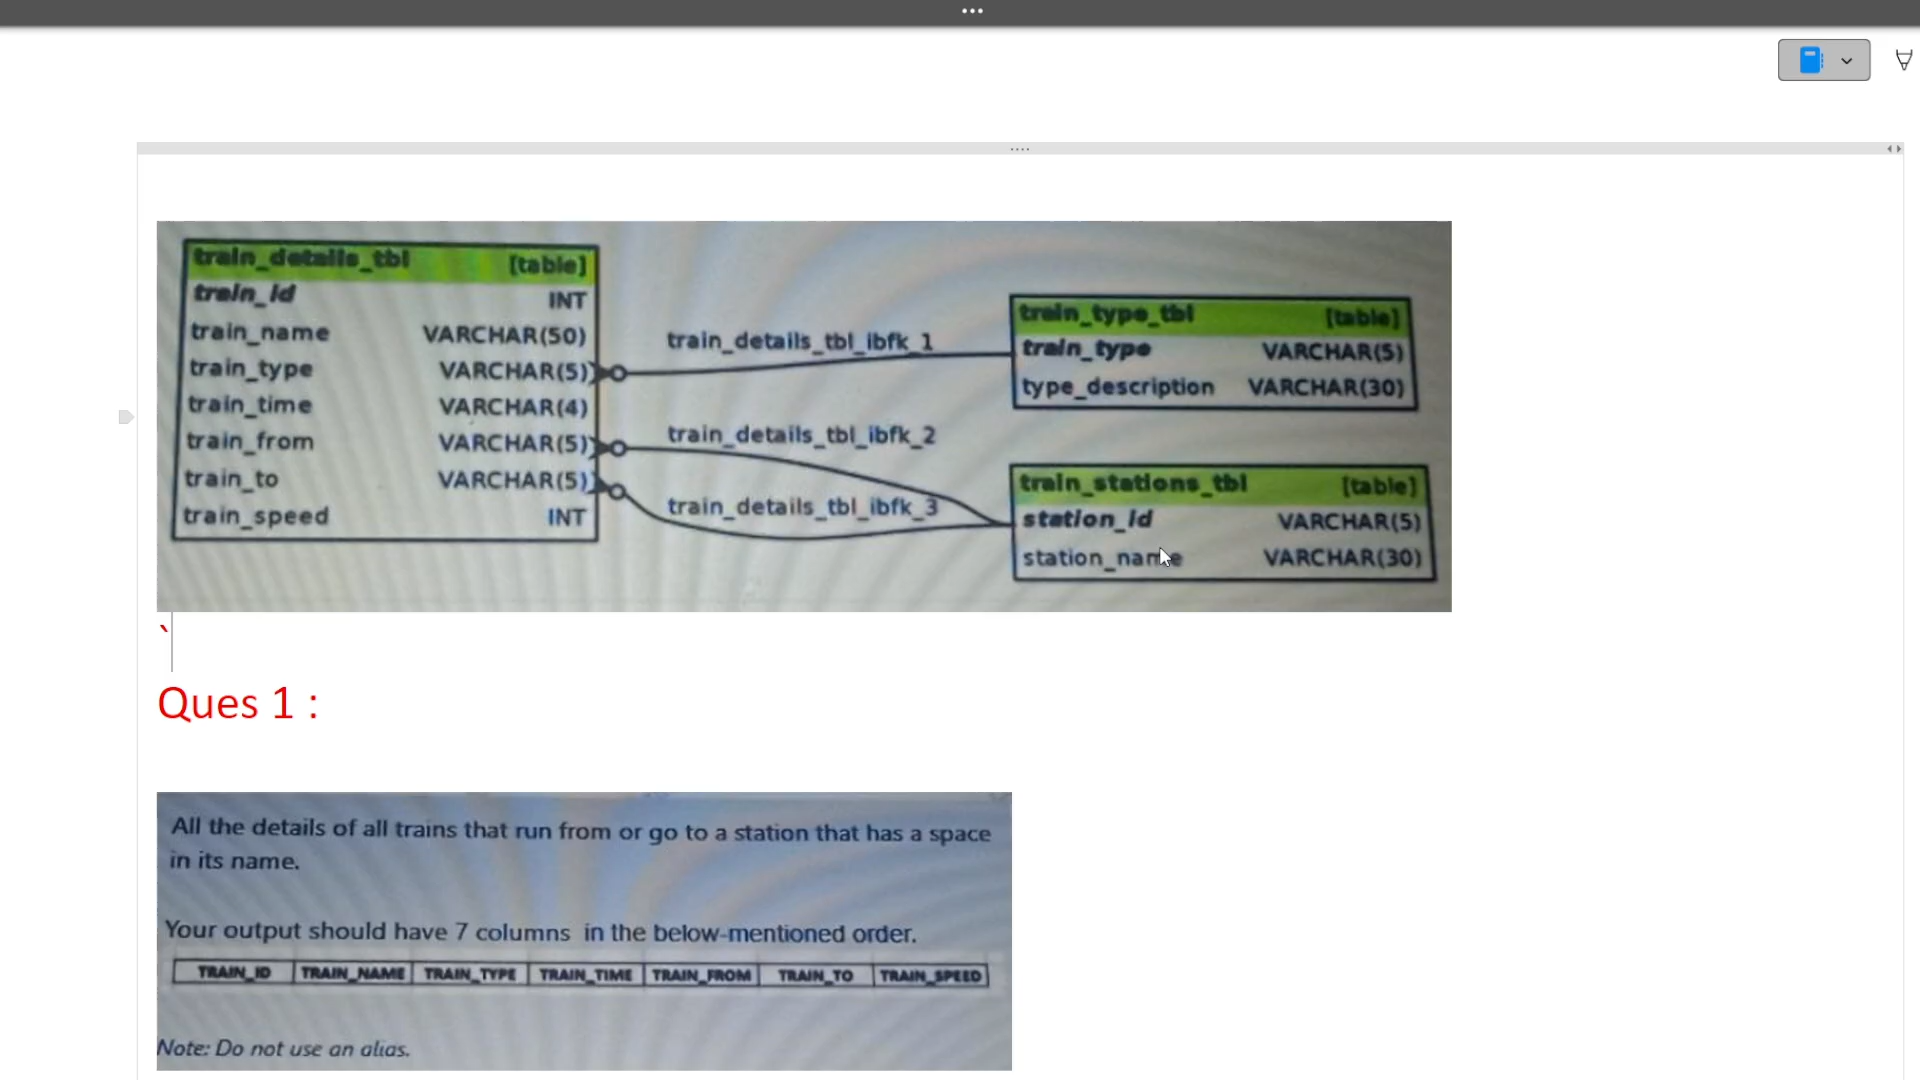 train_details_tbl [table]
train_id INT
train_name VARCHAR(50)
train_type VARCHAR(5)
train_time VARCHAR(4)
train_from VARCHAR(5)
train_to VARCHAR(5)
train_speed INT
train_details_tbl_ibfk_1
train_details_tbl_ibfk_2
train_details_tbl_ibfk_3
train_type_tbl [table]
train_type VARCHAR(5)
type_description VARCHAR(30)
train_stations_tbl [table]
station_id VARCHAR(5)
station_name VARCHAR(30)
`
Ques 1 :
All the details of all trains that run from or go to a station that has a space
in its name.
Your output should have 7 columns in the below-mentioned order.
TRAIN_ID TRAIN_NAME TRAIN_TYPE TRAIN_TIME TRAIN_FROM TRAIN_TO TRAIN_SPEED
Note: Do not use an alias.